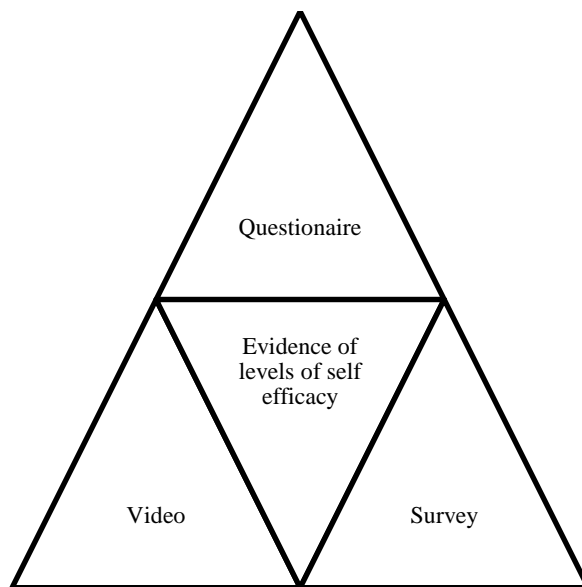 Questionaire
Evidence of
levels of self
efficacy
Video
Survey